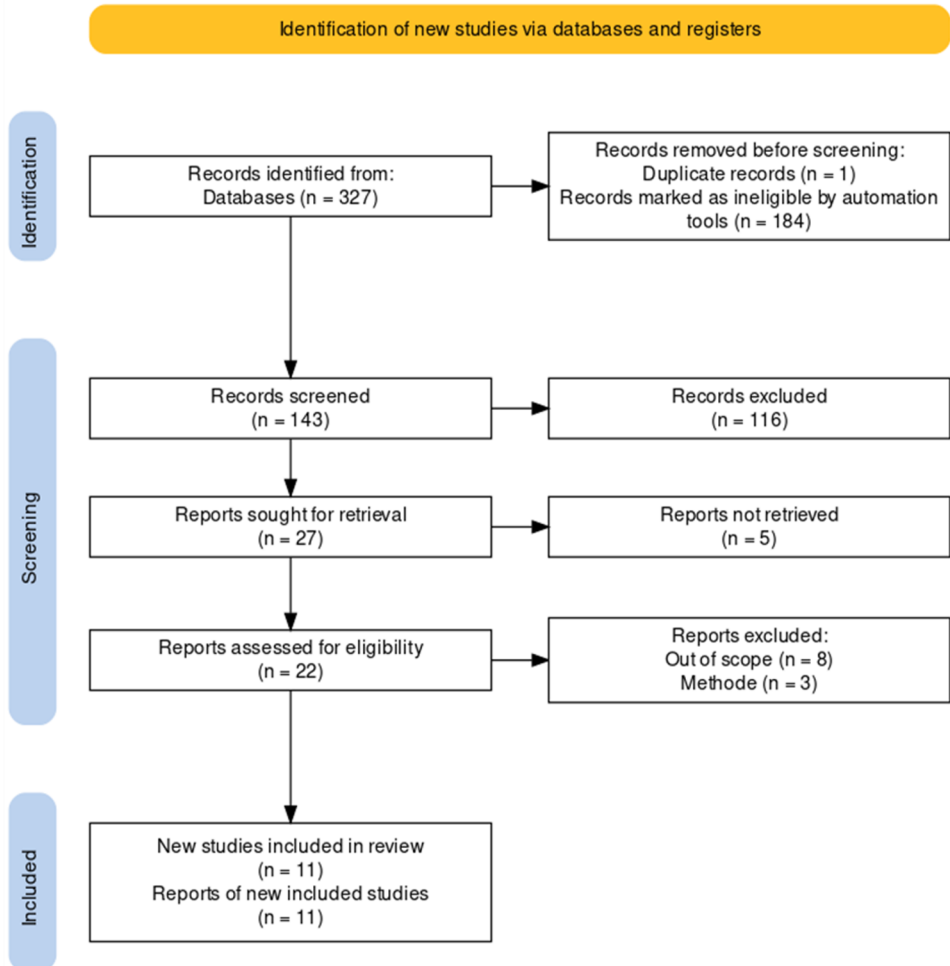 Identification of new studies via databases and registers
Identification
Records identified from:
Databases (n = 327)
Records removed before screening:
Duplicate records (n = 1)
Records marked as ineligible by automation
tools (n = 184)
Screening
Records screened
(n = 143)
Records excluded
(n = 116)
Reports sought for retrieval
(n = 27)
Reports not retrieved
(n = 5)
Reports assessed for eligibility
(n = 22)
Reports excluded:
Out of scope (n = 8)
Methode (n = 3)
Included
New studies included in review
(n = 11)
Reports of new included studies
(n = 11)